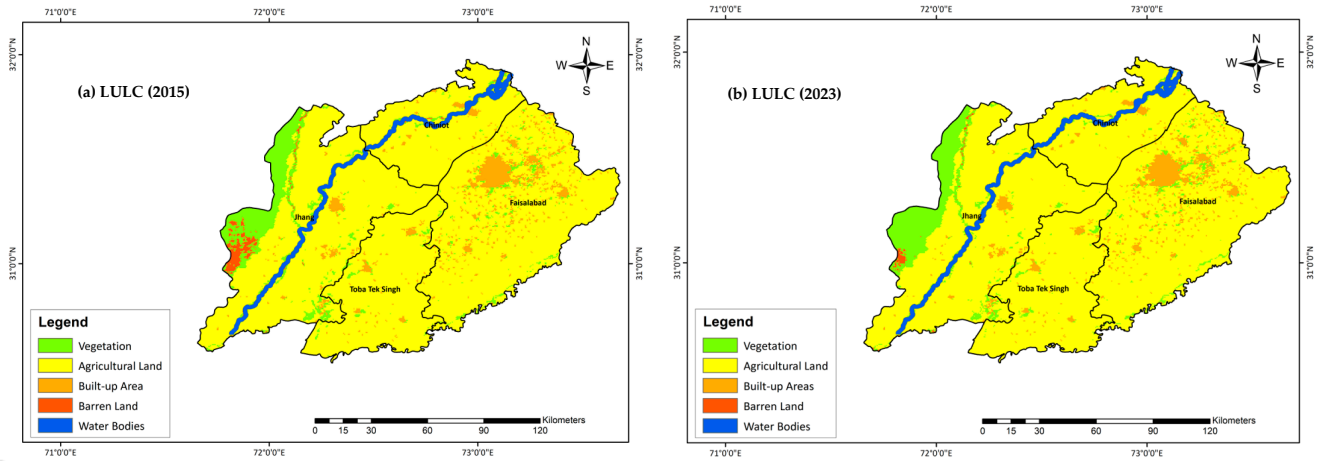 71°0'0"E 72°0'0"E 73°0'0"E
32°0'0"N
31°0'0"N
(a) LULC (2015)
N
W E
S
Chiniot
Jhang
Faisalabad
Toba Tek Singh
Legend
Vegetation
Agricultural Land
Built-up Area
Barren Land
Water Bodies
Kilometers
0 15 30 60 90 120
32°0'0"N
31°0'0"N
71°0'0"E 72°0'0"E 73°0'0"E
71°0'0"E 72°0'0"E 73°0'0"E
32°0'0"N
31°0'0"N
(b) LULC (2023)
N
W E
S
Chiniot
Jhang
Faisalabad
Toba Tek Singh
Legend
Vegetation
Agricultural Land
Built-up Areas
Barren Land
Water Bodies
Kilometers
0 15 30 60 90 120
32°0'0"N
31°0'0"N
71°0'0"E 72°0'0"E 73°0'0"E